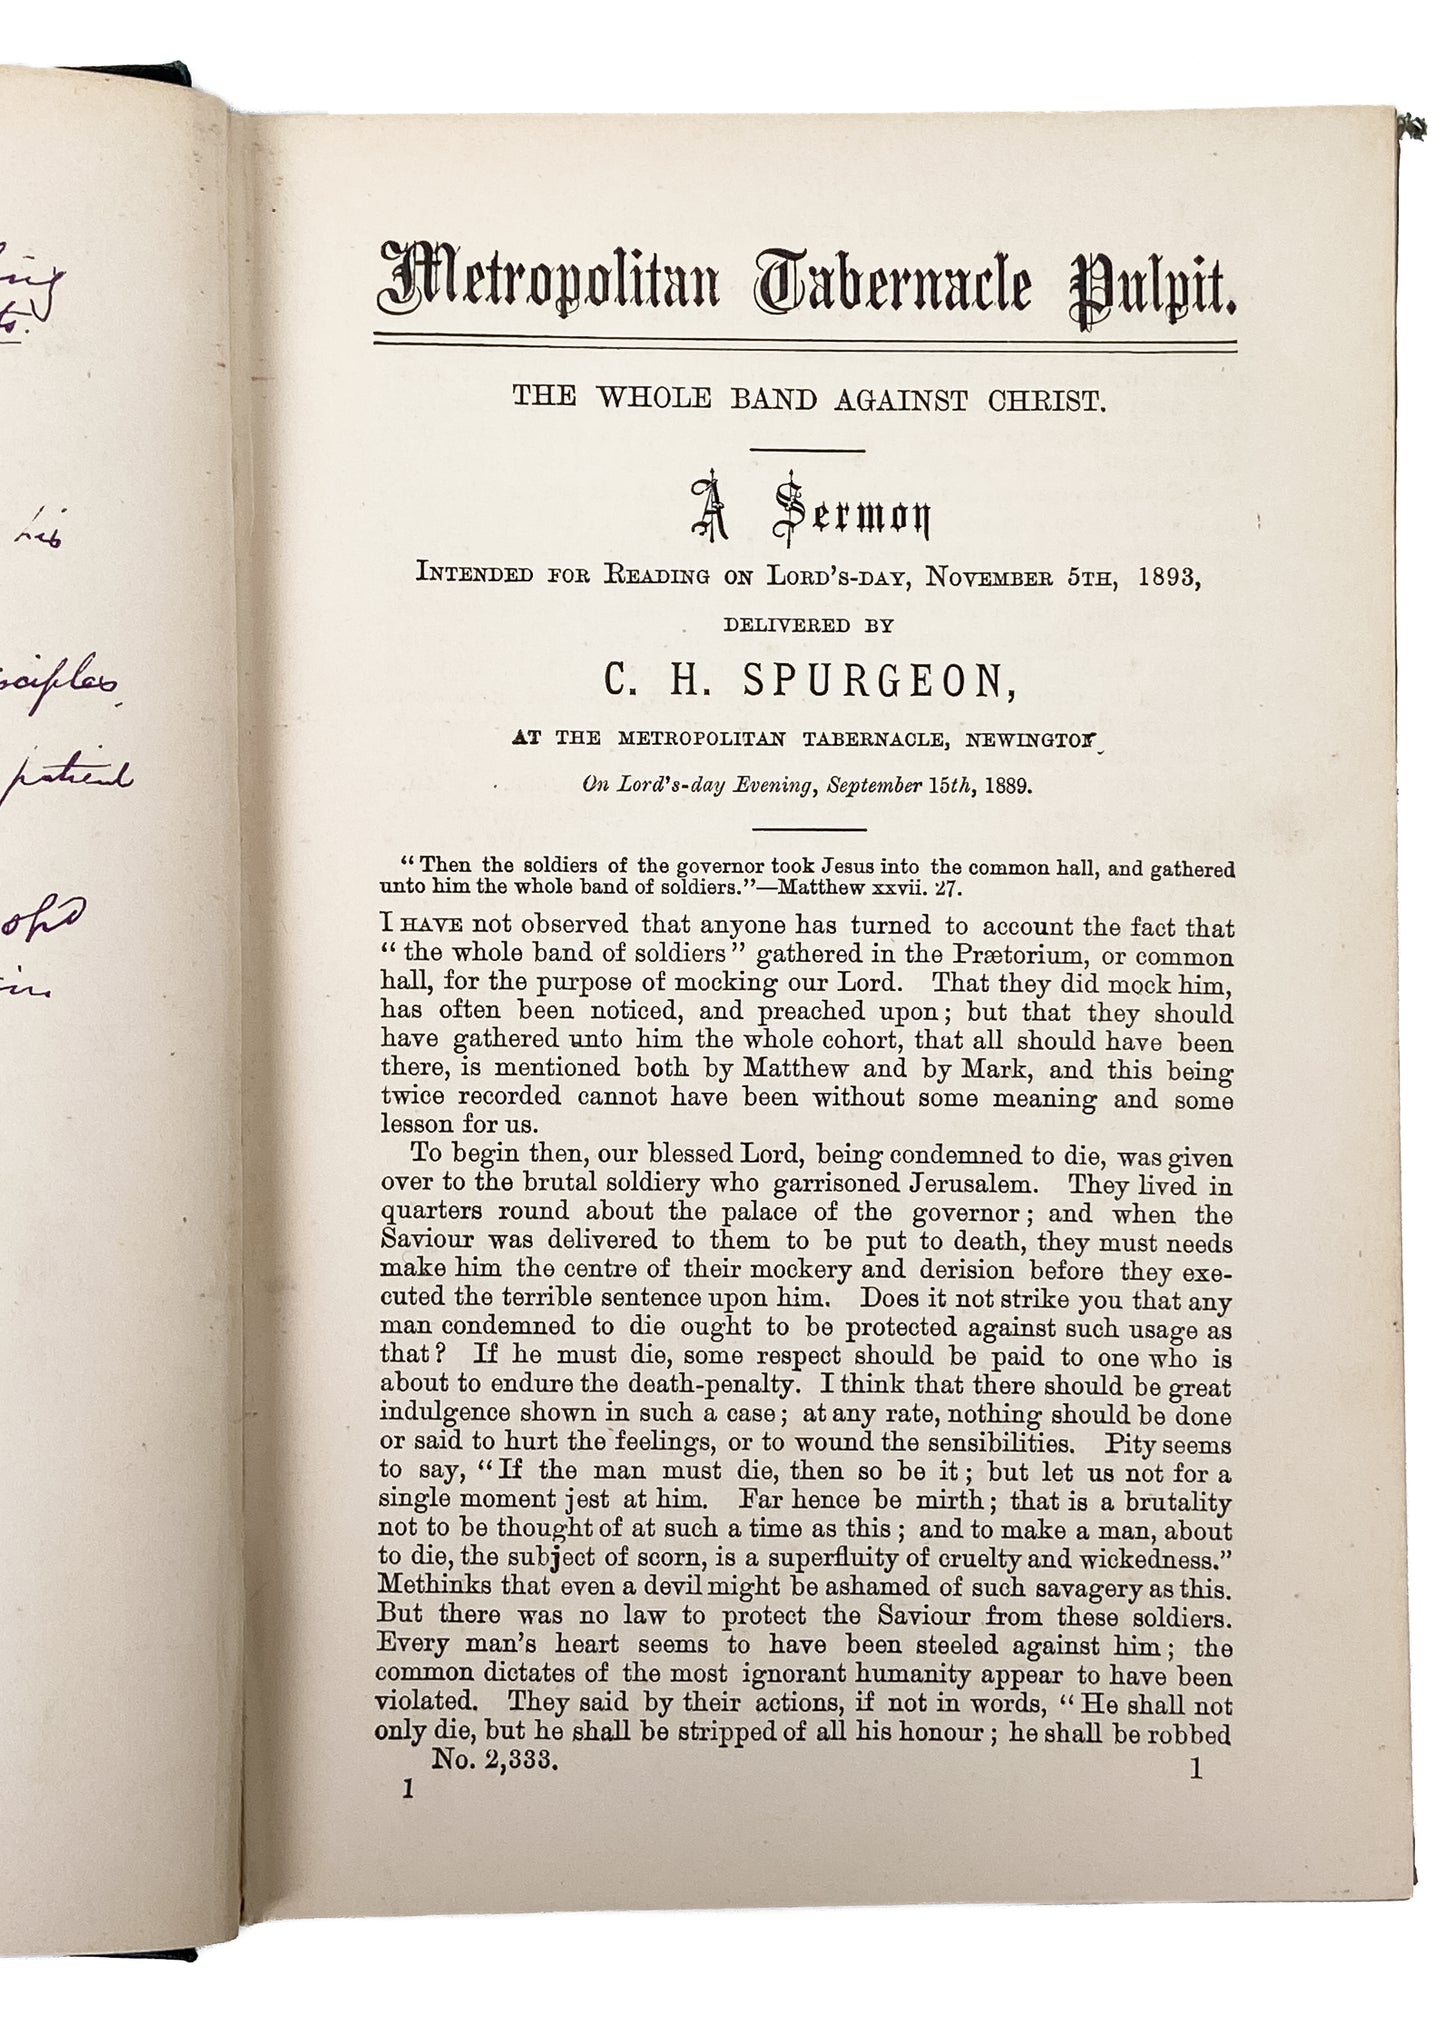 his
patient
Metropolitan Tabernacle Pulpit.
THE WHOLE BAND AGAINST CHRIST.
A Sermon
INTENDED FOR READING ON LORD'S-DAY, NOVEMBER 5TH, 1893,
DELIVERED BY
C. H. SPURGEON,
AT THE METROPOLITAN TABERNACLE, NEWINGTON,
On Lord's-day Evening, September 15th, 1889.
"Then the soldiers of the governor took Jesus into the common hall, and gathered
unto him the whole band of soldiers."—Matthew xxvii. 27.
I HAVE not observed that anyone has turned to account the fact that
"the whole band of soldiers" gathered in the Prætorium, or common
hall, for the purpose of mocking our Lord. That they did mock him,
has often been noticed, and preached upon; but that they should
have gathered unto him the whole cohort, that all should have been
there, is mentioned both by Matthew and by Mark, and this being
twice recorded cannot have been without some meaning and some
lesson for us.
To begin then, our blessed Lord, being condemned to die, was given
over to the brutal soldiery who garrisoned Jerusalem. They lived in
quarters round about the palace of the governor; and when the
Saviour was delivered to them to be put to death, they must needs
make him the centre of their mockery and derision before they exe-
cuted the terrible sentence upon him. Does it not strike you that any
man condemned to die ought to be protected against such usage as
that? If he must die, some respect should be paid to one who is
about to endure the death-penalty. I think that there should be great
indulgence shown in such a case; at any rate, nothing should be done
or said to hurt the feelings, or to wound the sensibilities. Pity seems
to say, "If the man must die, then so be it; but let us not for a
single moment jest at him. Far hence be mirth; that is a brutality
not to be thought of at such a time as this; and to make a man, about
to die, the subject of scorn, is a superfluity of cruelty and wickedness."
Methinks that even a devil might be ashamed of such savagery as this.
But there was no law to protect the Saviour from these soldiers.
Every man's heart seems to have been steeled against him; the
common dictates of the most ignorant humanity appear to have been
violated. They said by their actions, if not in words, "He shall not
only die, but he shall be stripped of all his honour; he shall be robbed
No. 2,333.
1
1